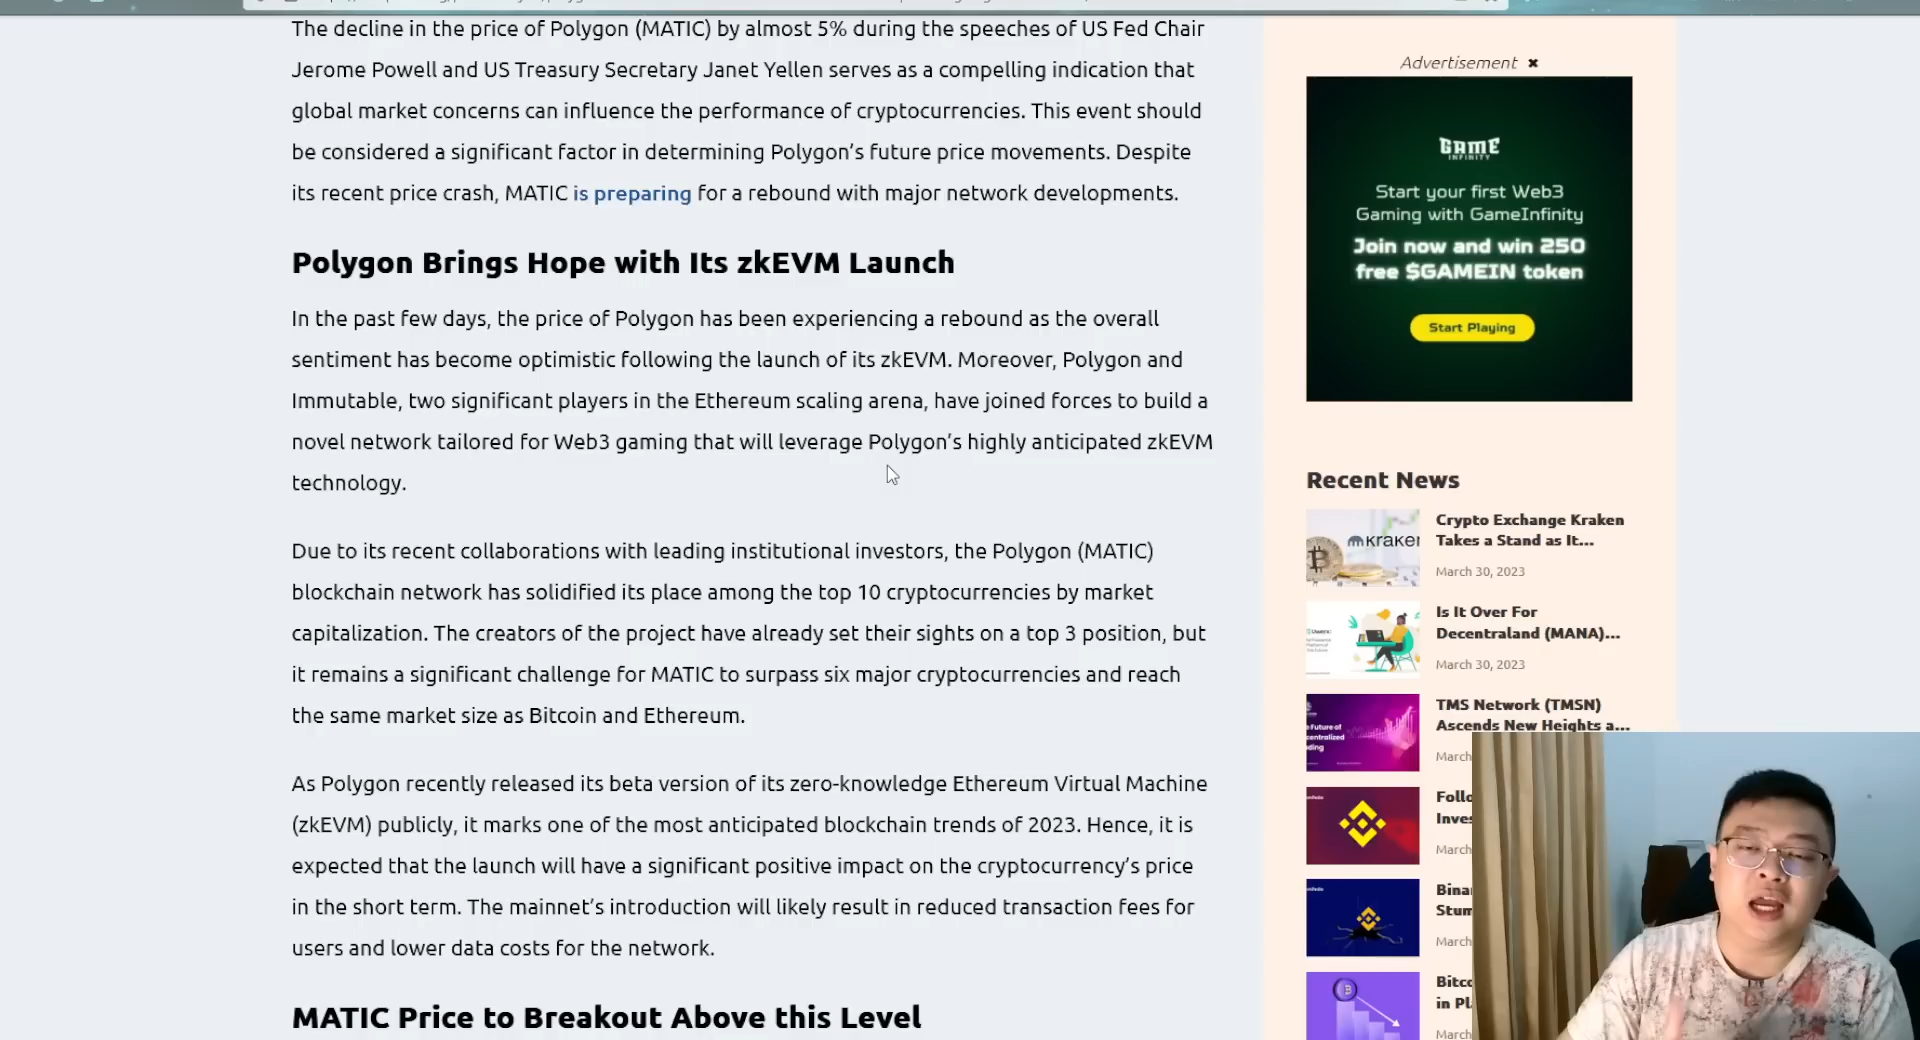 The decline in the price of Polygon (MATIC) by almost 5% during the speeches of US Fed Chair
Jerome Powell and US Treasury Secretary Janet Yellen serves as a compelling indication that
global market concerns can influence the performance of cryptocurrencies. This event should
be considered a significant factor in determining Polygon’s future price movements. Despite
its recent price crash, MATIC is preparing for a rebound with major network developments.
Polygon Brings Hope with Its zkEVM Launch
In the past few days, the price of Polygon has been experiencing a rebound as the overall
sentiment has become optimistic following the launch of its zkEVM. Moreover, Polygon and
Immutable, two significant players in the Ethereum scaling arena, have joined forces to build a
novel network tailored for Web3 gaming that will leverage Polygon’s highly anticipated zkEVM
technology.
Due to its recent collaborations with leading institutional investors, the Polygon (MATIC)
blockchain network has solidified its place among the top 10 cryptocurrencies by market
capitalization. The creators of the project have already set their sights on a top 3 position, but
it remains a significant challenge for MATIC to surpass six major cryptocurrencies and reach
the same market size as Bitcoin and Ethereum.
As Polygon recently released its beta version of its zero-knowledge Ethereum Virtual Machine
(zkEVM) publicly, it marks one of the most anticipated blockchain trends of 2023. Hence, it is
expected that the launch will have a significant positive impact on the cryptocurrency’s price
in the short term. The mainnet’s introduction will likely result in reduced transaction fees for
users and lower data costs for the network.
MATIC Price to Breakout Above this Level
Advertisement ✖
GAME
INFINITY
Start your first Web3
Gaming with GameInfinity
Join now and win 250
free $GAMEIN token
Start Playing
Recent News
kraken
Crypto Exchange Kraken
Takes a Stand as It...
March 30, 2023
Is It Over For
Decentraland (MANA)...
March 30, 2023
TMS Network (TMSN)
Ascends New Heights a...
March
Follo
Inves
March
Bina
Stum
March
Bitco
in Pl
March